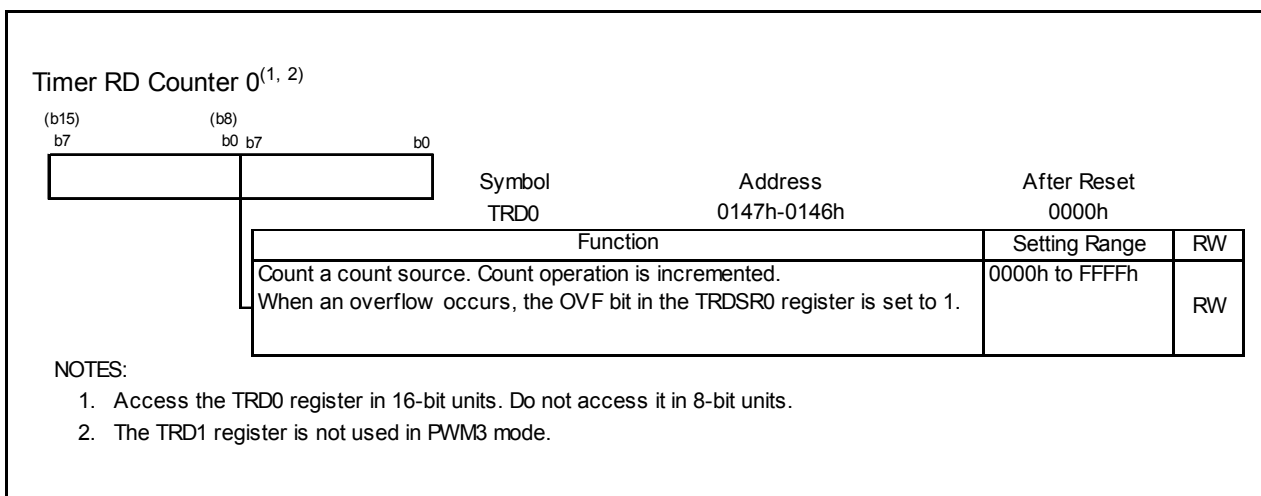 Timer RD Counter 0(1, 2)
(b15) (b8)
b7 b0 b7 b0
Symbol Address After Reset
TRD0 0147h-0146h 0000h
Function Setting Range RW
Count a count source. Count operation is incremented. 0000h to FFFFh
When an overflow occurs, the OVF bit in the TRDSR0 register is set to 1. RW
NOTES:
1. Access the TRD0 register in 16-bit units. Do not access it in 8-bit units.
2. The TRD1 register is not used in PWM3 mode.